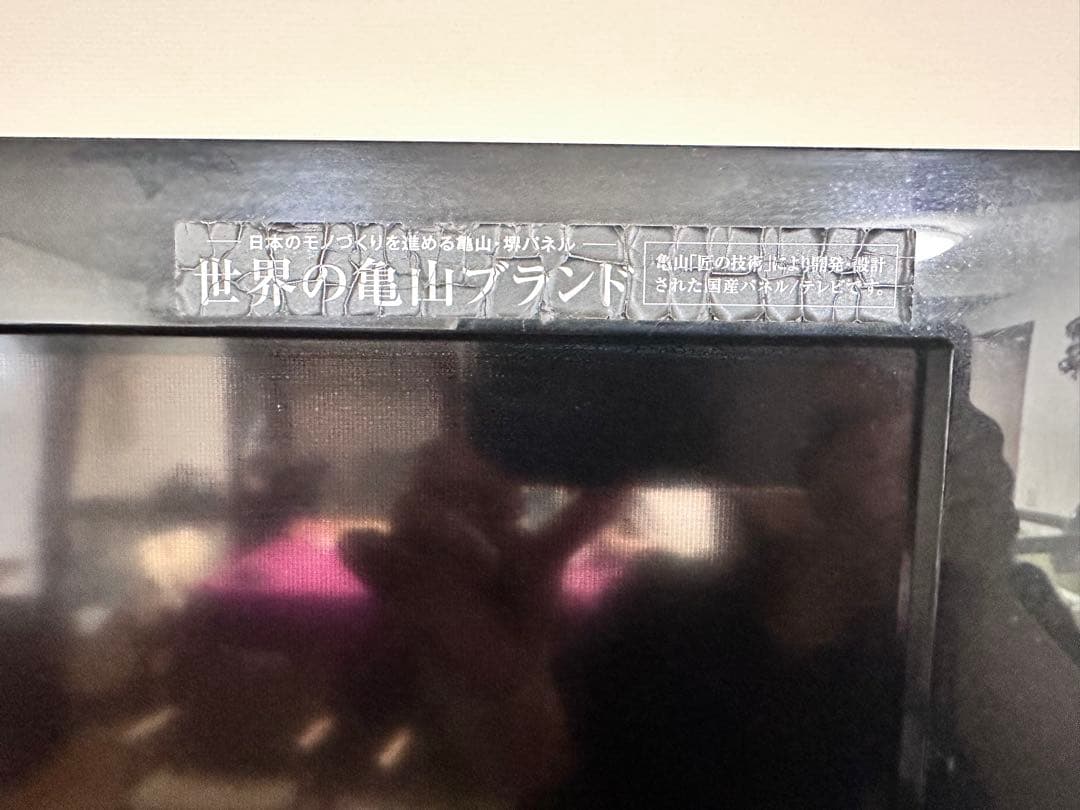 日本のモノづくりを進める亀山・堺パネル
世界の亀山ブランド
亀山「匠の技術」により開発・設計
された国産パネル/テレビです。